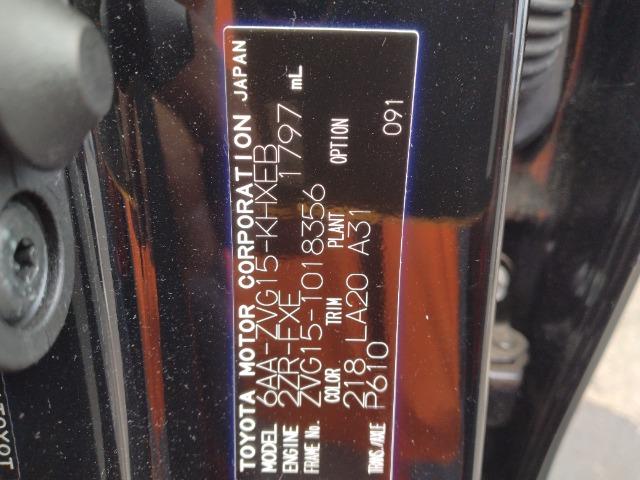 TOYOTA MOTOR CORPORATION JAPAN
MODEL 6AA-ZVG15-KHXEB
ENGINE 2ZR-FXE 1797 mL
FRAME No. ZVG15-1018356
COLOR TRIM PLANT OPTION
218 LA20 A31 091
TRANS./AXLE P610
TOYOT